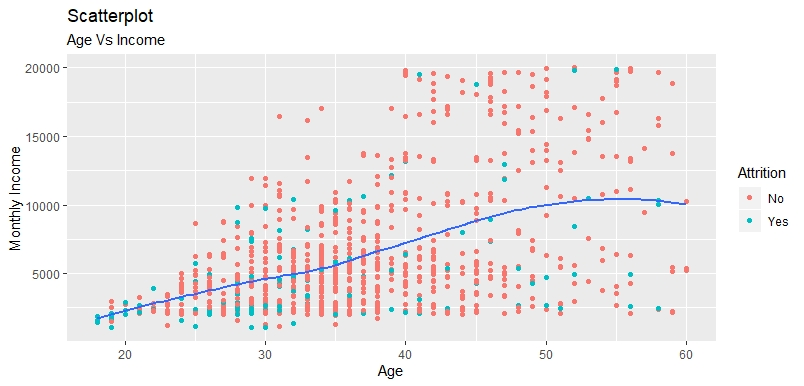 Scatterplot
Age Vs Income
20000
15000
10000
5000
Monthly Income
20
30
40
50
60
Age
Attrition
No
Yes